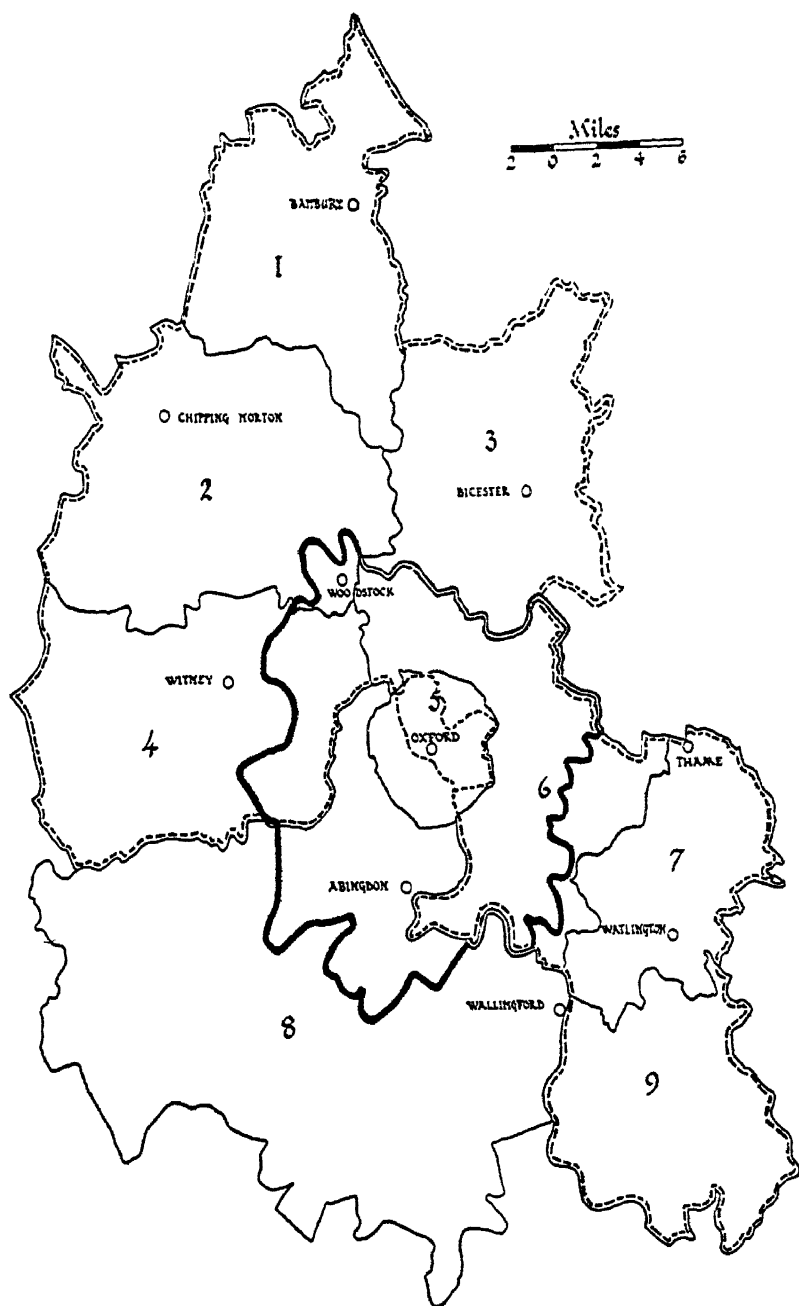 Miles
2 0 2 4 6
BANBURY
1
CHIPPING NORTON
3
2
BICESTER
WOODSTOCK
WITNEY
5
4
OXFORD
THAME
6
7
ABINGDON
WATLINGTON
WALLINGFORD
8
9